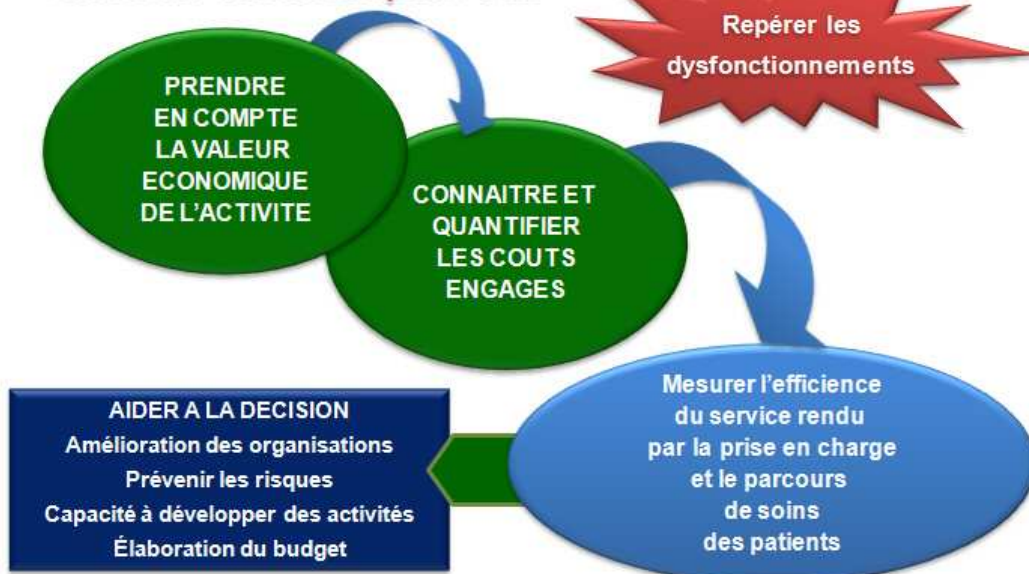 Repérer les
dysfonctionnements
PRENDRE
EN COMPTE
LA VALEUR
ECONOMIQUE
DE L'ACTIVITE
CONNAITRE ET
QUANTIFIER
LES COUTS
ENGAGES
Mesurer l'efficience
du service rendu
par la prise en charge
et le parcours
de soins
des patients
AIDER A LA DECISION
Amélioration des organisations
Prévenir les risques
Capacité à développer des activités
Élaboration du budget